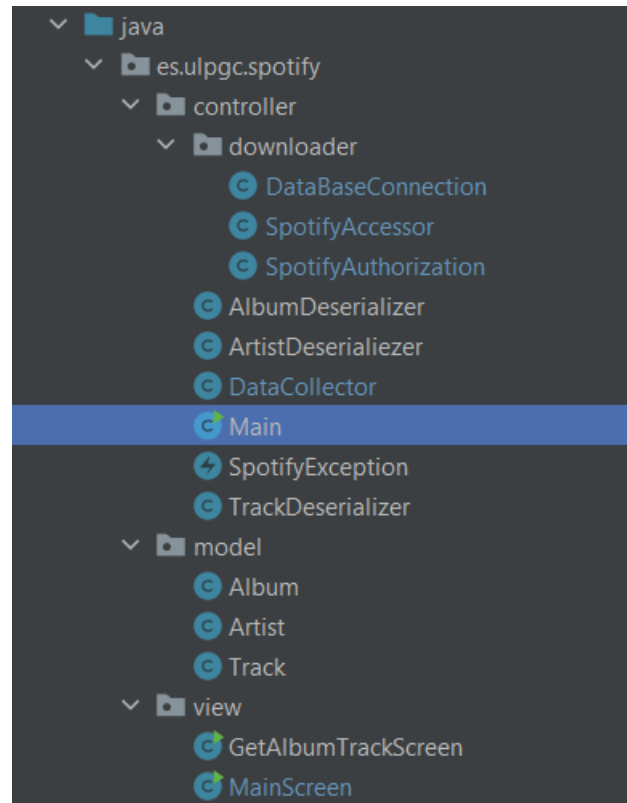 java
es.ulpgc.spotify
controller
downloader
DataBaseConnection
SpotifyAccessor
SpotifyAuthorization
AlbumDeserializer
ArtistDeserialiezer
DataCollector
Main
SpotifyException
TrackDeserializer
model
Album
Artist
Track
view
GetAlbumTrackScreen
MainScreen